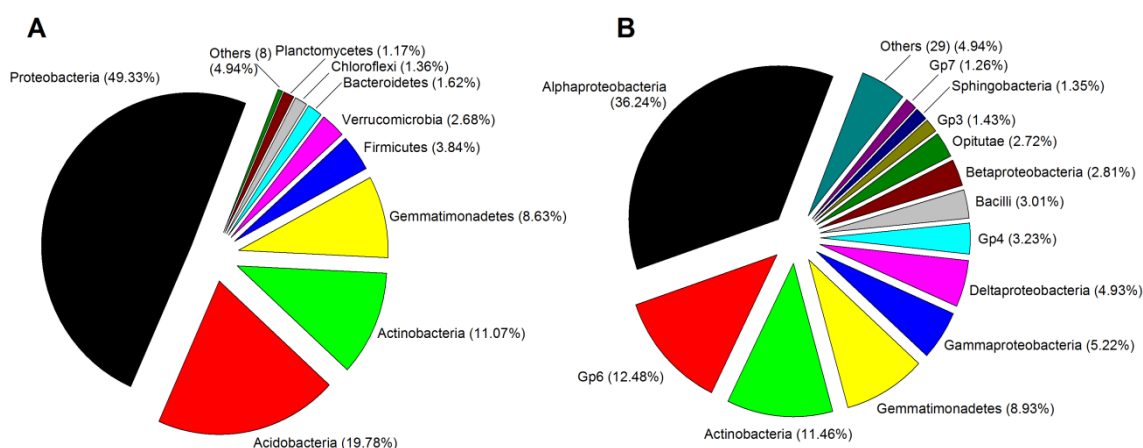 A
Others (8)
(4.94%)
Planctomycetes (1.17%)
Chloroflexi (1.36%)
Bacteroidetes (1.62%)
Proteobacteria (49.33%)
Verrucomicrobia (2.68%)
Firmicutes (3.84%)
Gemmatimonadetes (8.63%)
Actinobacteria (11.07%)
Acidobacteria (19.78%)
B
Others (29) (4.94%)
Gp7 (1.26%)
Sphingobacteria (1.35%)
Alphaproteobacteria
(36.24%)
Gp3 (1.43%)
Opitutae (2.72%)
Betaproteobacteria (2.81%)
Bacilli (3.01%)
Gp4 (3.23%)
Deltaproteobacteria (4.93%)
Gammaproteobacteria (5.22%)
Gp6 (12.48%)
Gemmatimonadetes (8.93%)
Actinobacteria (11.46%)